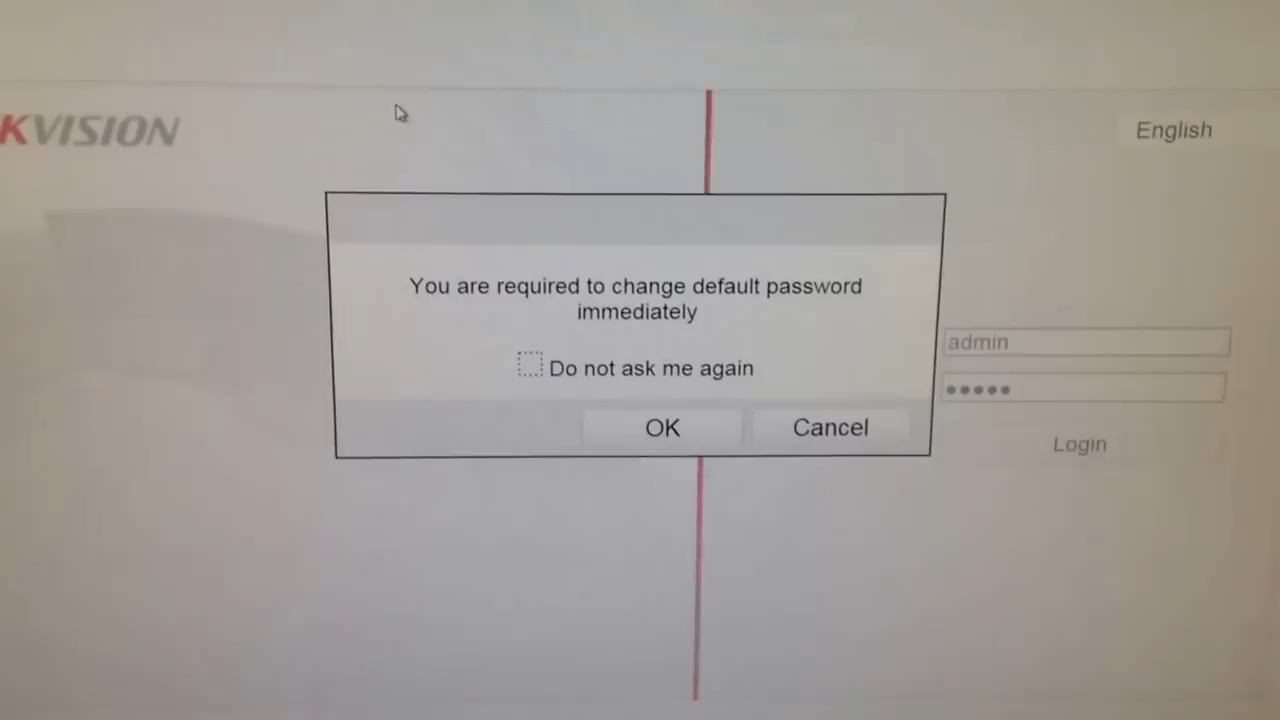 KVISION
English
You are required to change default password
immediately
Do not ask me again
OK
Cancel
admin
Login